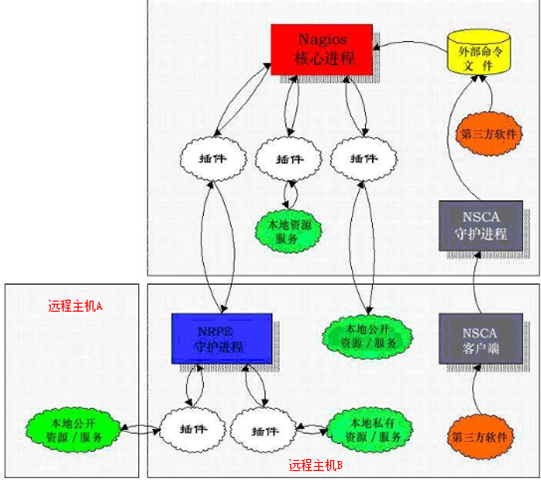 Nagios
核心进程
外部命令
文 件
插件
插件
插件
第三方软件
本地资源
服务
NSCA
守护进程
远程主机A
NRPE
守护进程
本地公开
资源/服务
NSCA
客户端
本地公开
资源/服务
插件
插件
本地私有
资源/服务
第三方软件
远程主机B